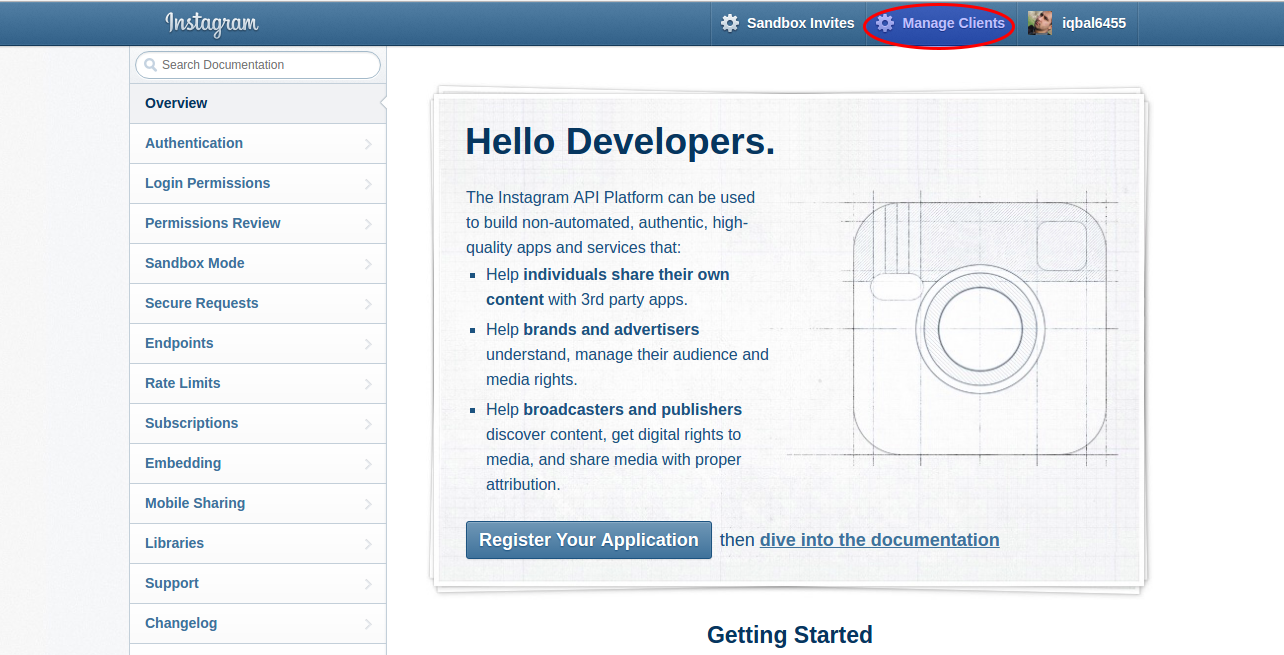 Instagram
Sandbox Invites
Manage Clients
iqbal6455
Search Documentation
Overview
Authentication
Login Permissions
Permissions Review
Sandbox Mode
Secure Requests
Endpoints
Rate Limits
Subscriptions
Embedding
Mobile Sharing
Libraries
Support
Changelog
Hello Developers.
The Instagram API Platform can be used
to build non-automated, authentic, high-
quality apps and services that:
Help individuals share their own
content with 3rd party apps.
Help brands and advertisers
understand, manage their audience and
media rights.
Help broadcasters and publishers
discover content, get digital rights to
media, and share media with proper
attribution.
Register Your Application then dive into the documentation
Getting Started